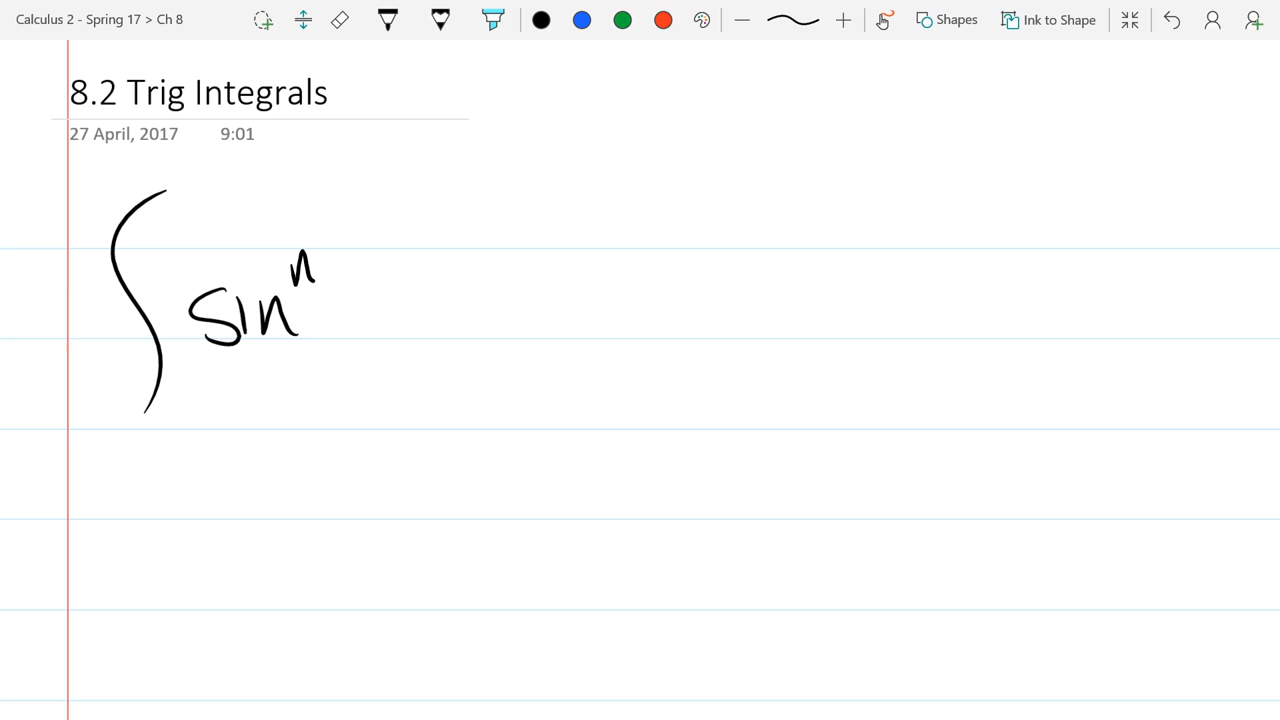 Calculus 2 - Spring 17 > Ch 8 Shapes Ink to Shape
8.2 Trig Integrals
27 April, 2017 9:01
∫ sinⁿ